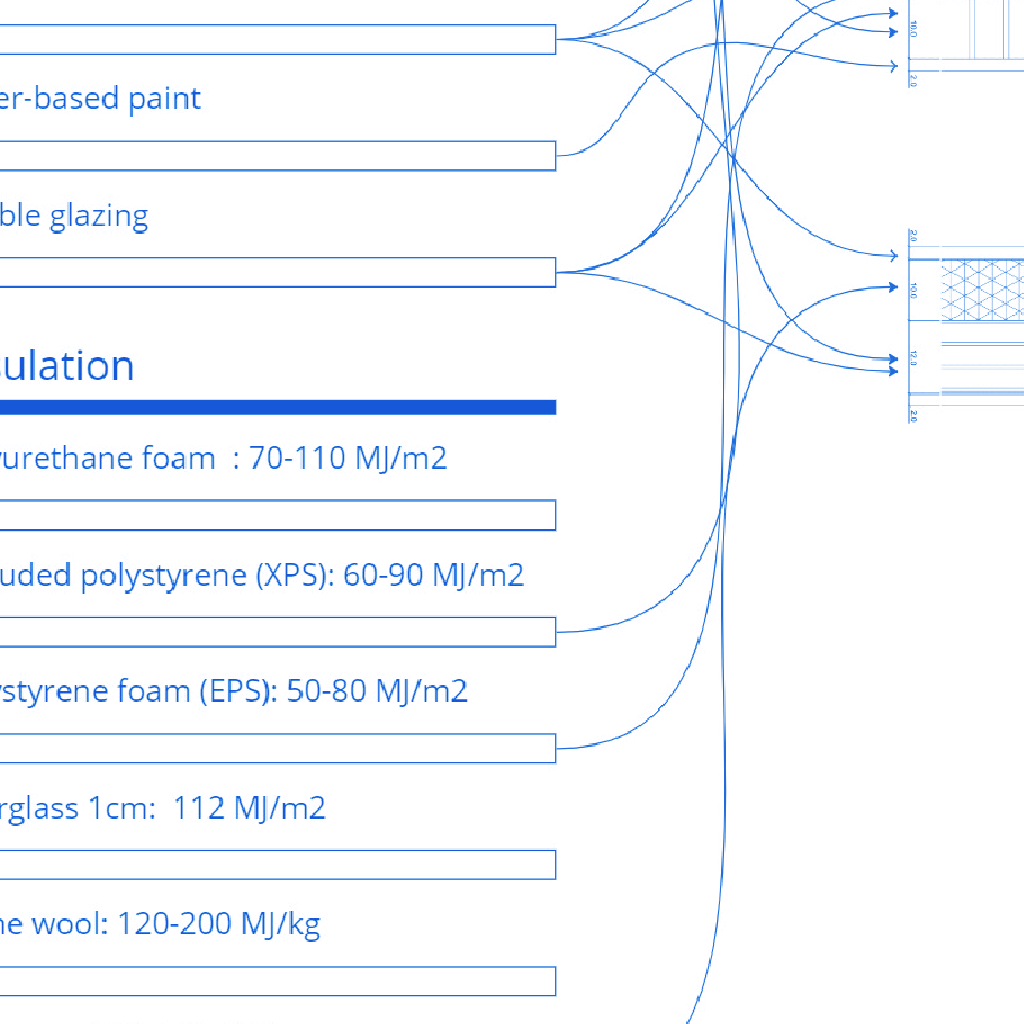 er-based paint
ble glazing
sulation
yurethane foam : 70-110 MJ/m2
uded polystyrene (XPS): 60-90 MJ/m2
ystyrene foam (EPS): 50-80 MJ/m2
rglass 1cm: 112 MJ/m2
ne wool: 120-200 MJ/kg
10.0
2.0
2.0
10.0
12.0
2.0